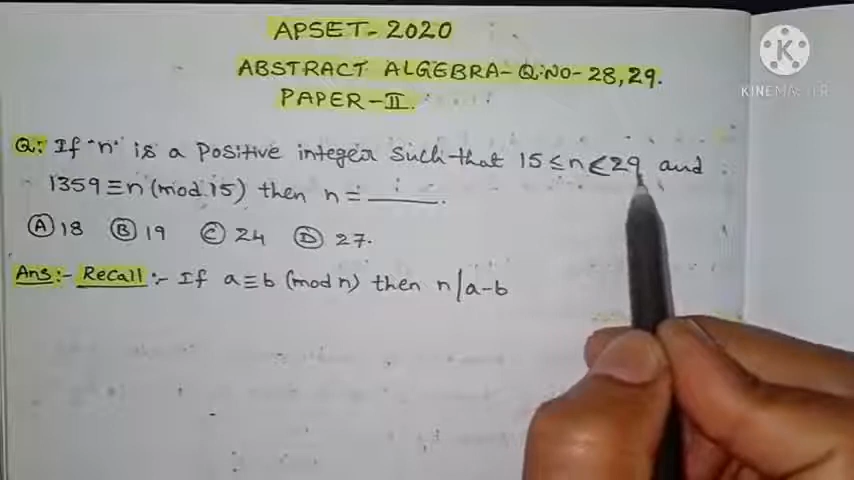 APSET-2020
ABSTRACT ALGEBRA-Q.NO-28,29.
PAPER-II.
KINEMASTER
Q: If "n" is a positive integer such that 15 ≤ n < 29 and
1359 ≡ n (mod 15) then n = ______.
Ⓐ 18 Ⓑ 19 Ⓒ 24 Ⓓ 27.
Ans:- Recall:- If a ≡ b (mod n) then n/a-b